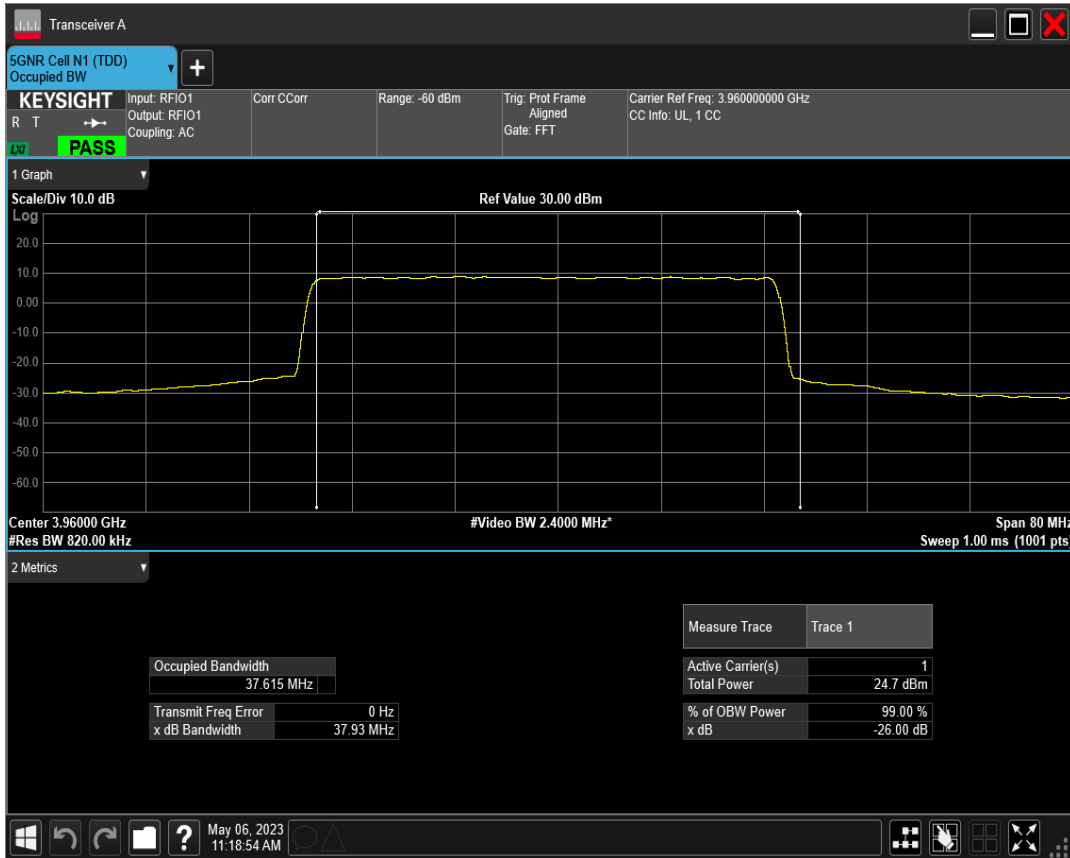 Transceiver A
5GNR Cell N1 (TDD)
Occupied BW
+
KEYSIGHT
R T
LXI
PASS
Input: RFIO1
Output: RFIO1
Coupling: AC
Corr CCorr
Range: -60 dBm
Trig: Prot Frame
Aligned
Gate: FFT
Carrier Ref Freq: 3.960000000 GHz
CC Info: UL, 1 CC
1 Graph
Scale/Div 10.0 dB
Ref Value 30.00 dBm
Log
20.0
10.0
0.00
-10.0
-20.0
-30.0
-40.0
-50.0
-60.0
Center 3.96000 GHz
#Video BW 2.4000 MHz*
Span 80 MHz
#Res BW 820.00 kHz
Sweep 1.00 ms (1001 pts)
2 Metrics
Measure Trace Trace 1
Occupied Bandwidth
37.615 MHz
Active Carrier(s) 1
Total Power 24.7 dBm
Transmit Freq Error 0 Hz
x dB Bandwidth 37.93 MHz
% of OBW Power 99.00 %
x dB -26.00 dB
?
May 06, 2023
11:18:54 AM